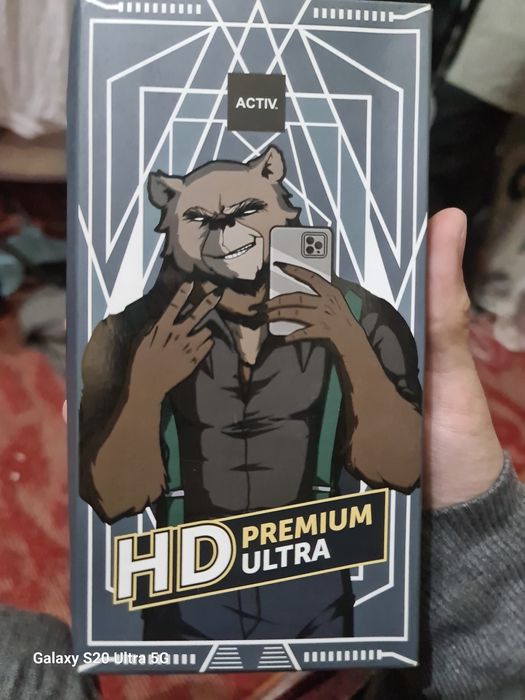 ACTIV.
HD PREMIUM
ULTRA
Galaxy S20 Ultra 5G